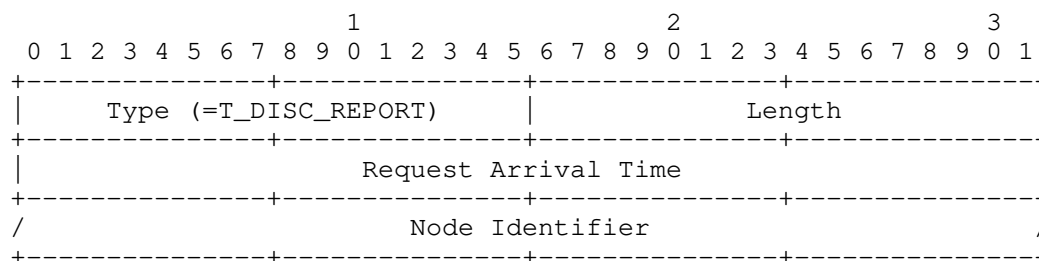 1                   2                   3
 0 1 2 3 4 5 6 7 8 9 0 1 2 3 4 5 6 7 8 9 0 1 2 3 4 5 6 7 8 9 0 1
+---------------+---------------+---------------+---------------
|     Type (=T_DISC_REPORT)     |             Length
+---------------+---------------+---------------+---------------
|                     Request Arrival Time
+---------------+---------------+---------------+---------------
/                        Node Identifier                        /
+---------------+---------------+---------------+---------------